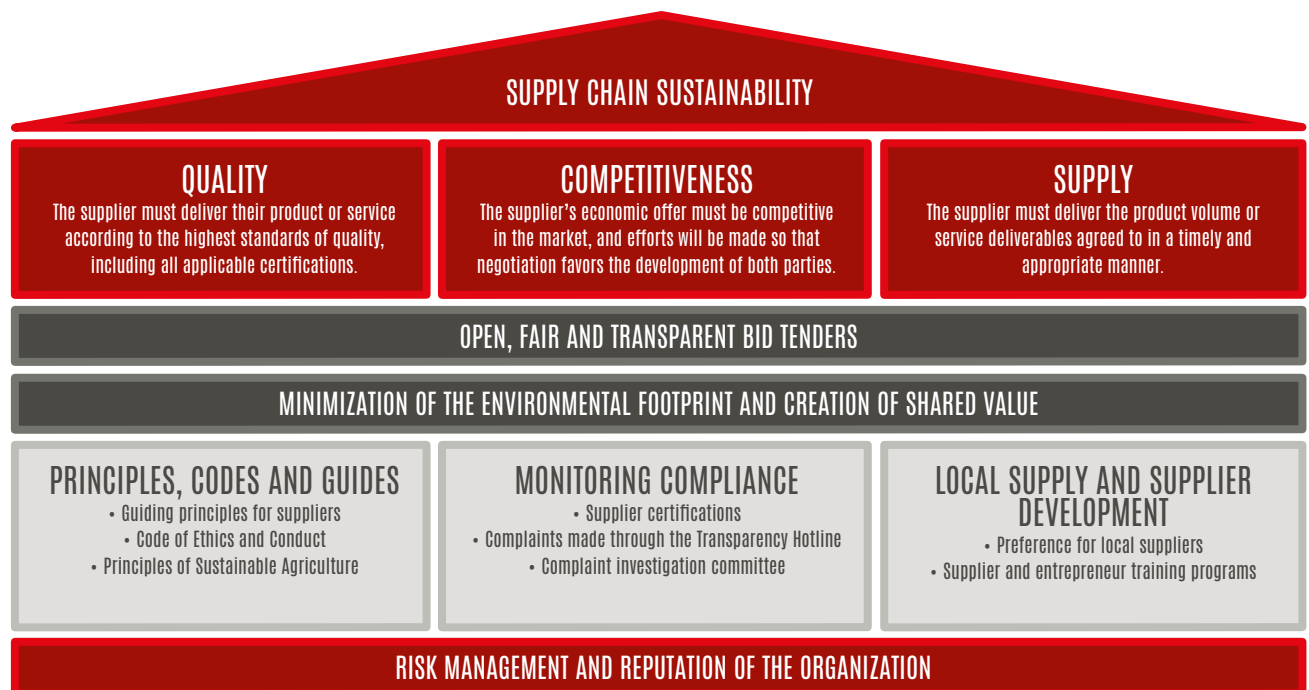 SUPPLY CHAIN SUSTAINABILITY
QUALITY
The supplier must deliver their product or service
according to the highest standards of quality,
including all applicable certifications.
COMPETITIVENESS
The supplier's economic offer must be competitive
in the market, and efforts will be made so that
negotiation favors the development of both parties.
SUPPLY
The supplier must deliver the product volume or
service deliverables agreed to in a timely and
appropriate manner.
OPEN, FAIR AND TRANSPARENT BID TENDERS
MINIMIZATION OF THE ENVIRONMENTAL FOOTPRINT AND CREATION OF SHARED VALUE
PRINCIPLES, CODES AND GUIDES
• Guiding principles for suppliers
• Code of Ethics and Conduct
• Principles of Sustainable Agriculture
MONITORING COMPLIANCE
• Supplier certifications
• Complaints made through the Transparency Hotline
• Complaint investigation committee
LOCAL SUPPLY AND SUPPLIER
DEVELOPMENT
• Preference for local suppliers
• Supplier and entrepreneur training programs
RISK MANAGEMENT AND REPUTATION OF THE ORGANIZATION